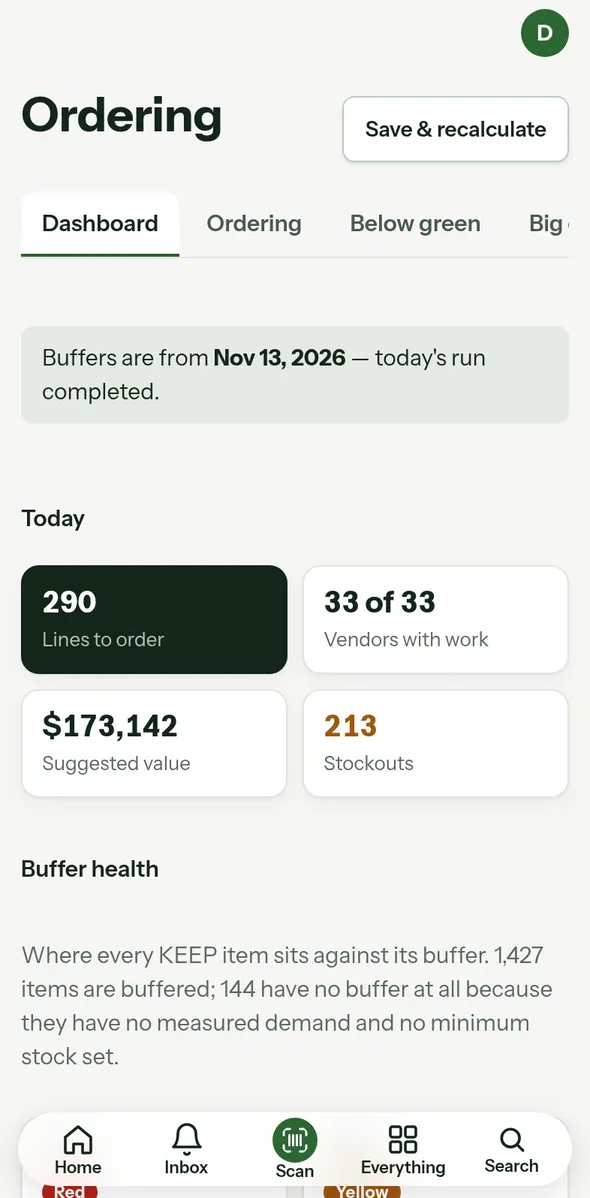 D
Ordering
Save & recalculate
Dashboard
Ordering
Below green
Big
Buffers are from Nov 13, 2026 — today's run
completed.
Today
290
Lines to order
33 of 33
Vendors with work
$173,142
Suggested value
213
Stockouts
Buffer health
Where every KEEP item sits against its buffer. 1,427
items are buffered; 144 have no buffer at all because
they have no measured demand and no minimum
stock set.
Home
Inbox
Scan
Everything
Search
Red
Yellow